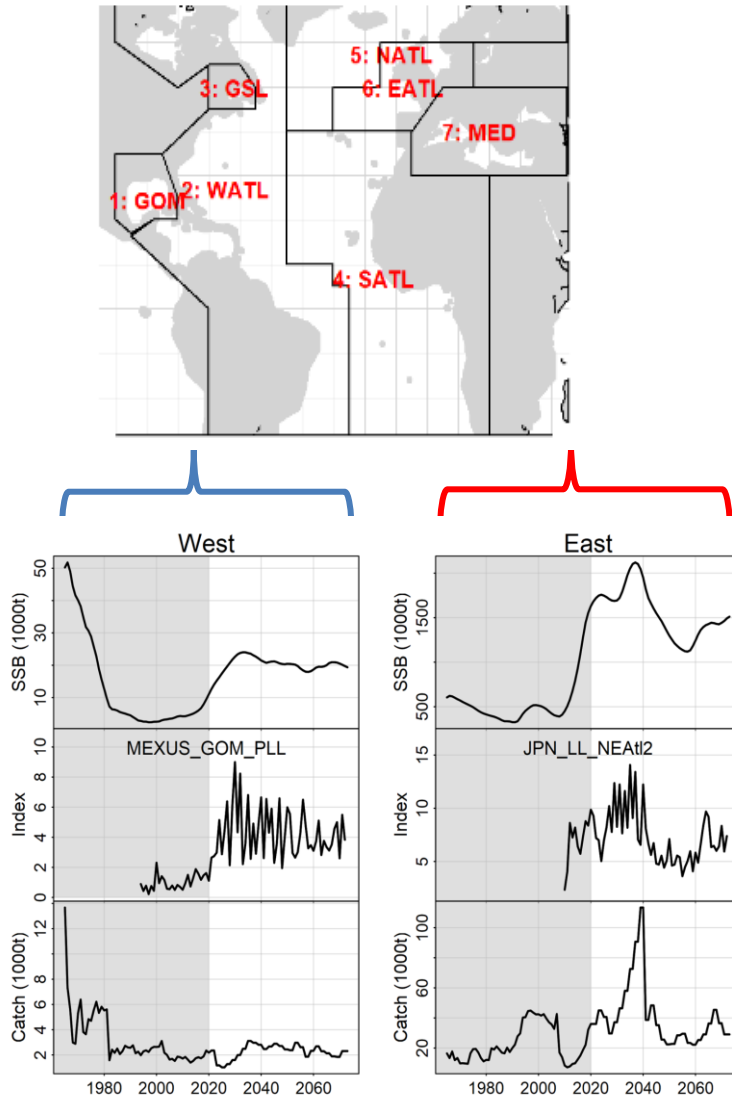 5: NATL
3: GSL
6: EATL
7: MED
2: WATL
1: GOM
4: SATL
West
East
SSB (1000t)
50
30
10
SSB (1000t)
1500
500
MEXUS_GOM_PLL
Index
10
8
6
4
2
0
JPN_LL_NEAtl2
Index
15
10
5
Catch (1000t)
12
8
6
4
2
Catch (1000t)
100
60
20
1980 2000 2020 2040 2060
1980 2000 2020 2040 2060